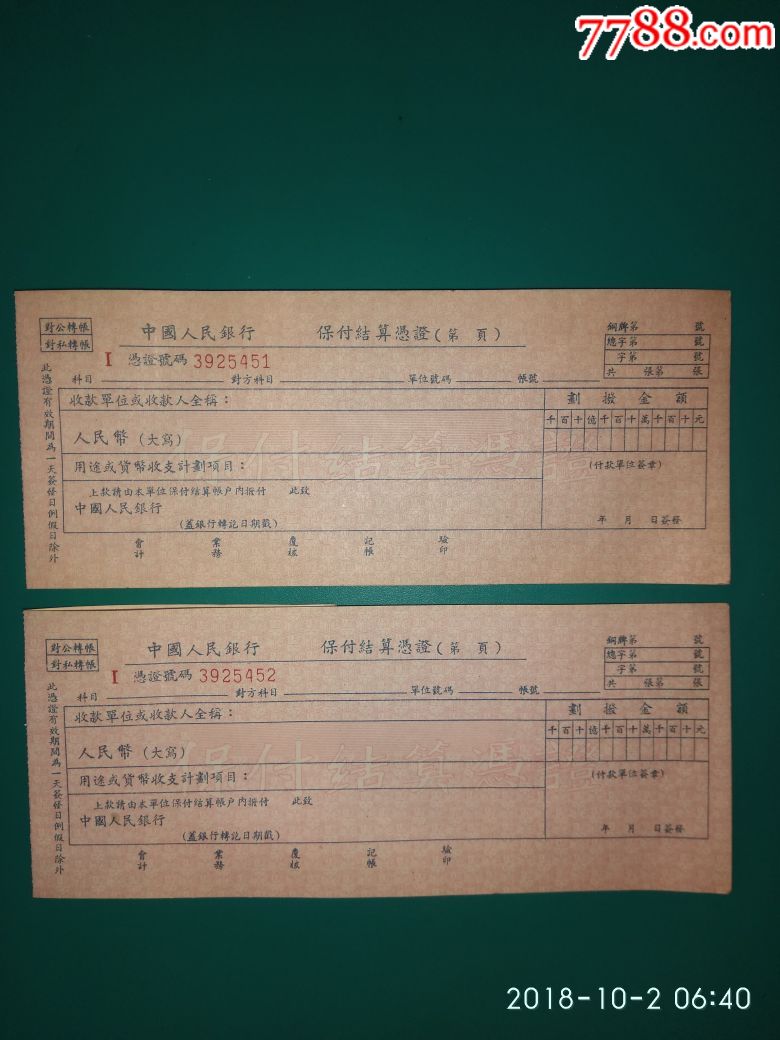 7788.com
對公轉帳
對私轉帳
中國人民銀行 保付結算憑證(第 頁)
銅牌第 號
總字第 號
字第 號
共 張第 張
I 憑證號碼 3925451
科目 對方科目 單位號碼 帳號
此憑證有效期間為一天簽發日例假日除外
收款單位或收款人全稱：
劃撥金額
千百十億千百十萬千百十元
人民幣(大寫)
保付結算憑證
用途或貨幣收支計劃項目：
(付款單位簽章)
上款請由本單位保付結算帳户内撥付 此致
中國人民銀行
(蓋銀行轉訖日期戳)
年 月 日簽發
會計 業務 覆核 記帳 驗印
對公轉帳
對私轉帳
中國人民銀行 保付結算憑證(第 頁)
銅牌第 號
總字第 號
字第 號
共 張第 張
I 憑證號碼 3925452
科目 對方科目 單位號碼 帳號
此憑證有效期間為一天簽發日例假日除外
收款單位或收款人全稱：
劃撥金額
千百十億千百十萬千百十元
人民幣(大寫)
保付結算憑證
用途或貨幣收支計劃項目：
(付款單位簽章)
上款請由本單位保付結算帳户内撥付 此致
中國人民銀行
(蓋銀行轉訖日期戳)
年 月 日簽發
會計 業務 覆核 記帳 驗印
2018-10-2 06:40